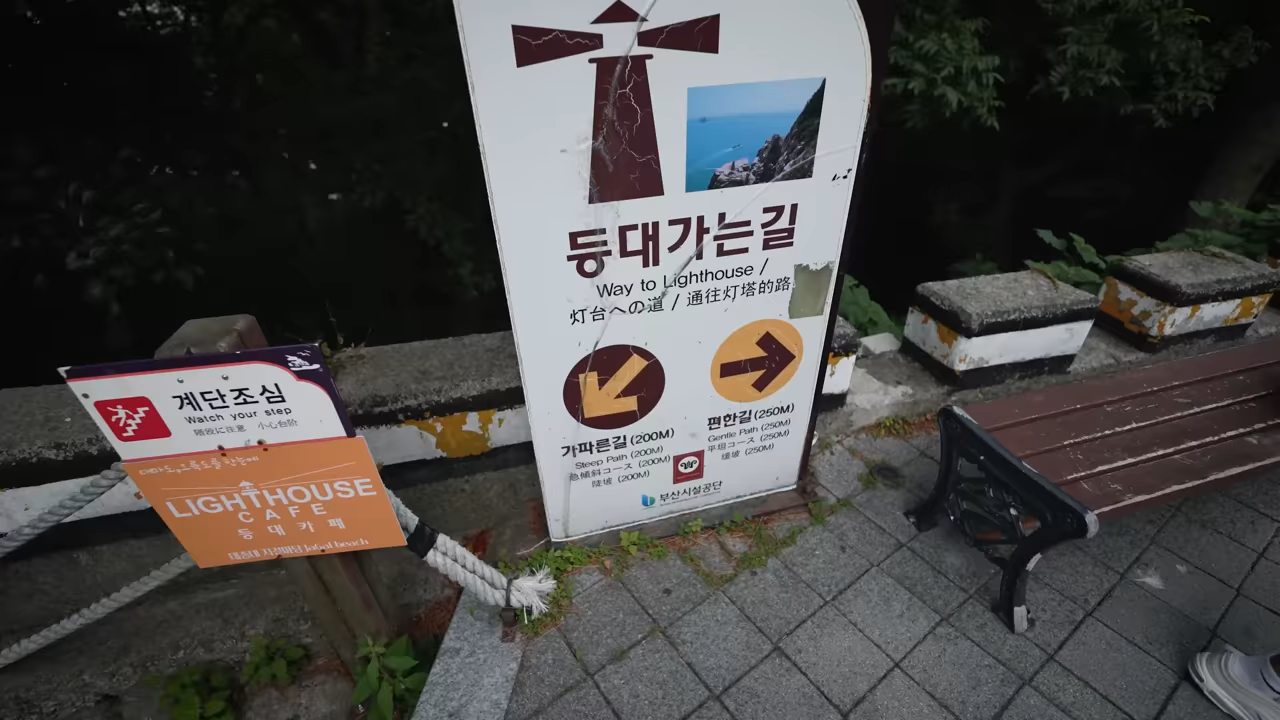 등대가는길
Way to Lighthouse /
灯台への道 / 通往灯塔的路
가파른길 (200M)
Steep Path (200M)
急傾斜コース (200M)
陡坡 (200M)
편한길 (250M)
Gentle Path (250M)
平坦コース (250M)
缓坡 (250M)
부산시설공단
계단조심
Watch your step
階段に注意 小心台阶
LIGHTHOUSE
CAFE
등대카페
beach